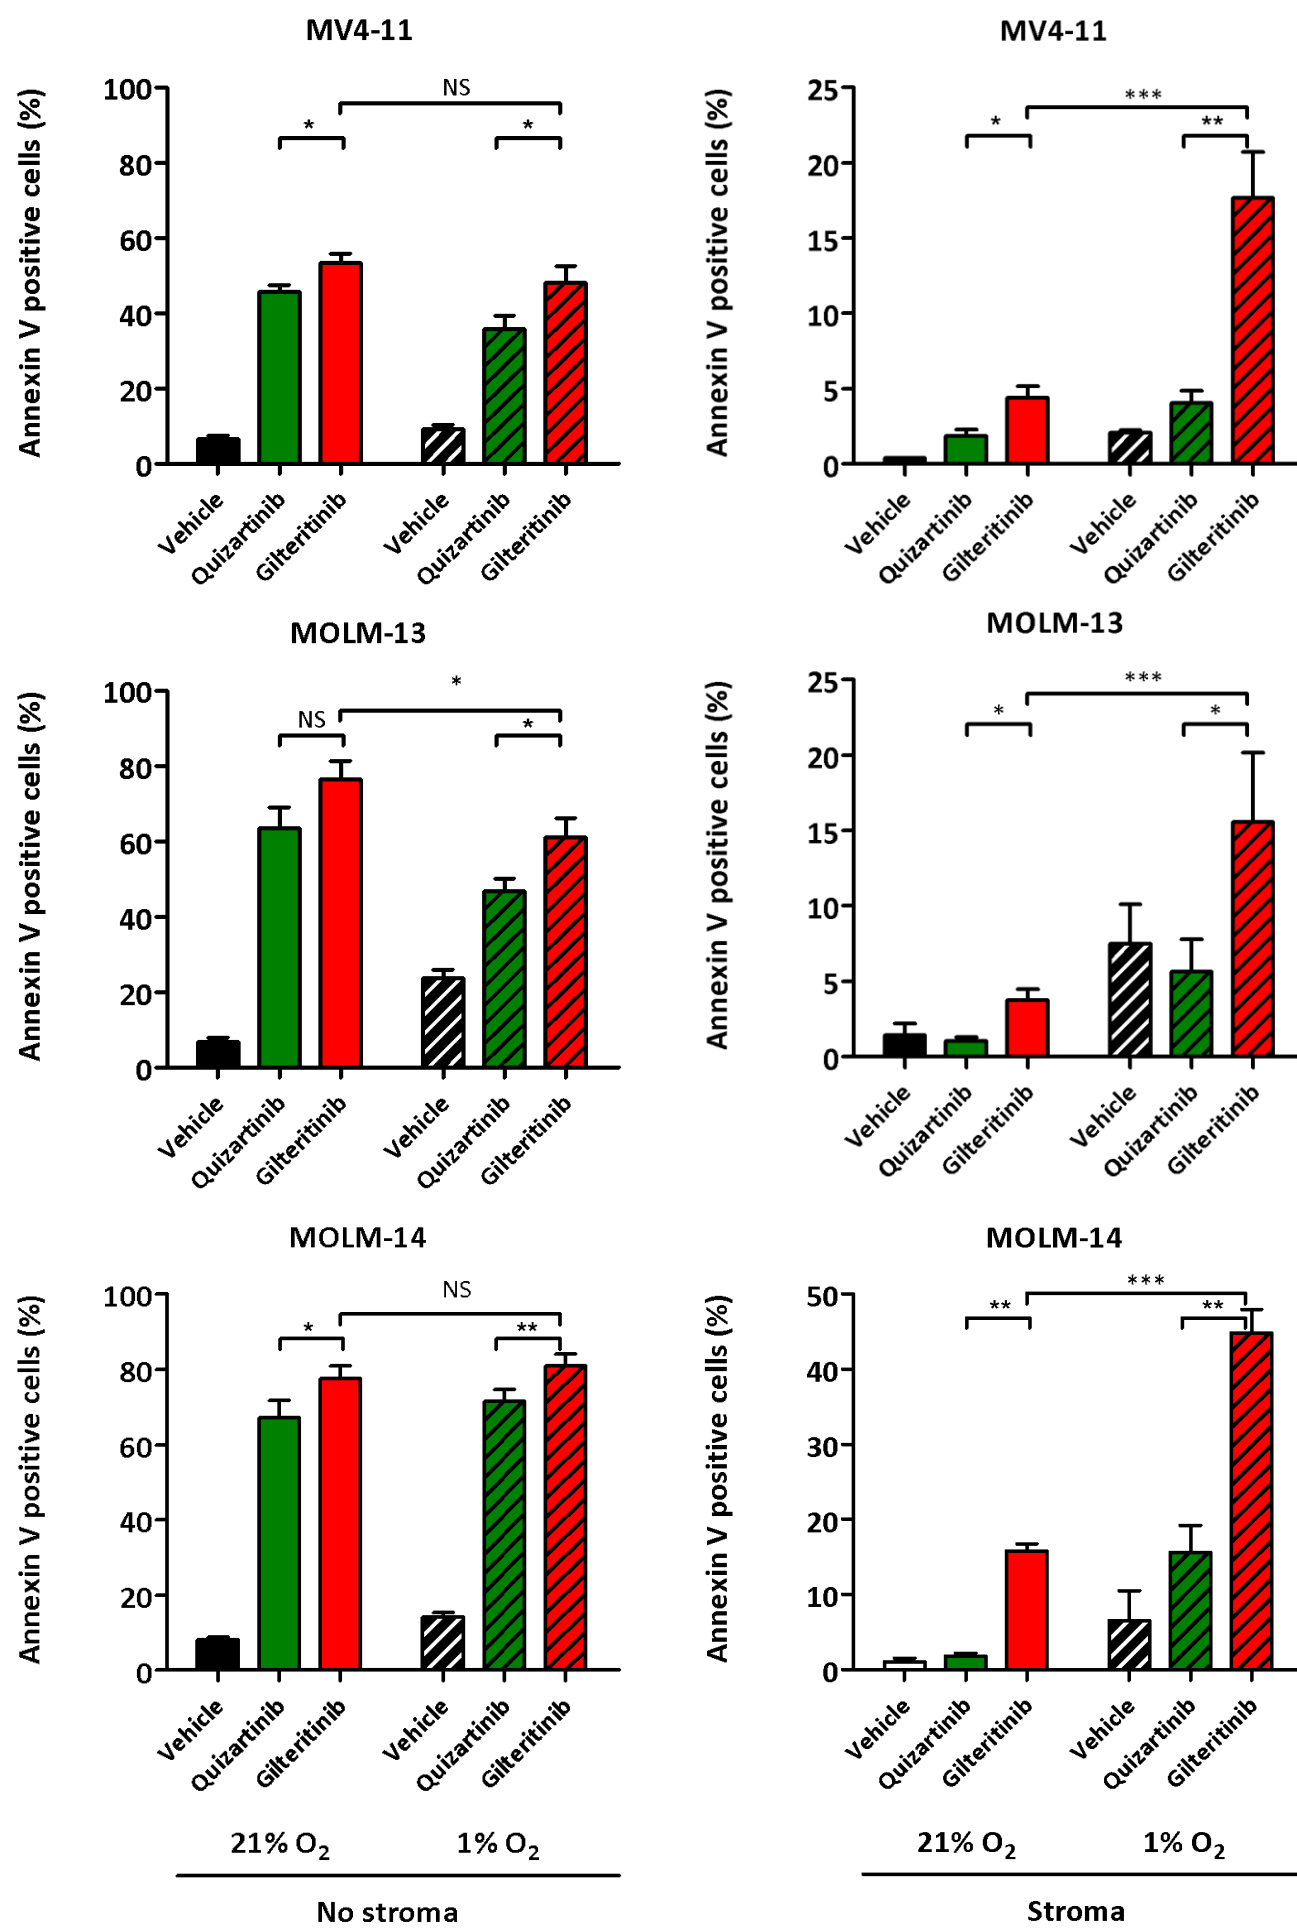 MV4-11
Annexin V positive cells (%)
100
80
60
40
20
0
*
NS
*
Vehicle
Quizartinib
Gilteritinib
Vehicle
Quizartinib
Gilteritinib
MV4-11
Annexin V positive cells (%)
25
20
15
10
5
0
*
***
**
Vehicle
Quizartinib
Gilteritinib
Vehicle
Quizartinib
Gilteritinib
MOLM-13
Annexin V positive cells (%)
100
80
60
40
20
0
NS
*
*
Vehicle
Quizartinib
Gilteritinib
Vehicle
Quizartinib
Gilteritinib
MOLM-13
Annexin V positive cells (%)
25
20
15
10
5
0
*
***
*
Vehicle
Quizartinib
Gilteritinib
Vehicle
Quizartinib
Gilteritinib
MOLM-14
Annexin V positive cells (%)
100
80
60
40
20
0
*
NS
**
Vehicle
Quizartinib
Gilteritinib
Vehicle
Quizartinib
Gilteritinib
21% O₂
1% O₂
No stroma
MOLM-14
Annexin V positive cells (%)
50
40
30
20
10
0
**
***
**
Vehicle
Quizartinib
Gilteritinib
Vehicle
Quizartinib
Gilteritinib
21% O₂
1% O₂
Stroma